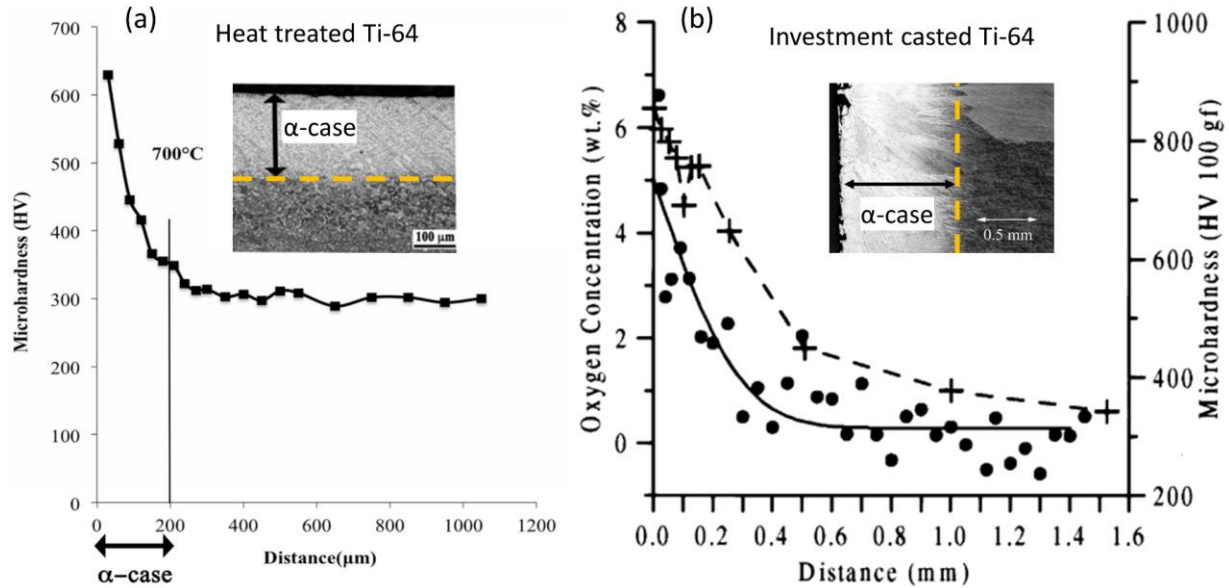 (a)
Heat treated Ti-64
700
600
500
400
300
200
100
0
Microhardness (HV)
α-case
100 μm
700°C
0 200 400 600 800 1000 1200
Distance(μm)
α-case
(b)
Investment casted Ti-64
8
6
4
2
0
Oxygen Concentration (wt.%)
α-case
0.5 mm
1000
800
600
400
200
Microhardness (HV 100 gf)
0.0 0.2 0.4 0.6 0.8 1.0 1.2 1.4 1.6
Distance (mm)